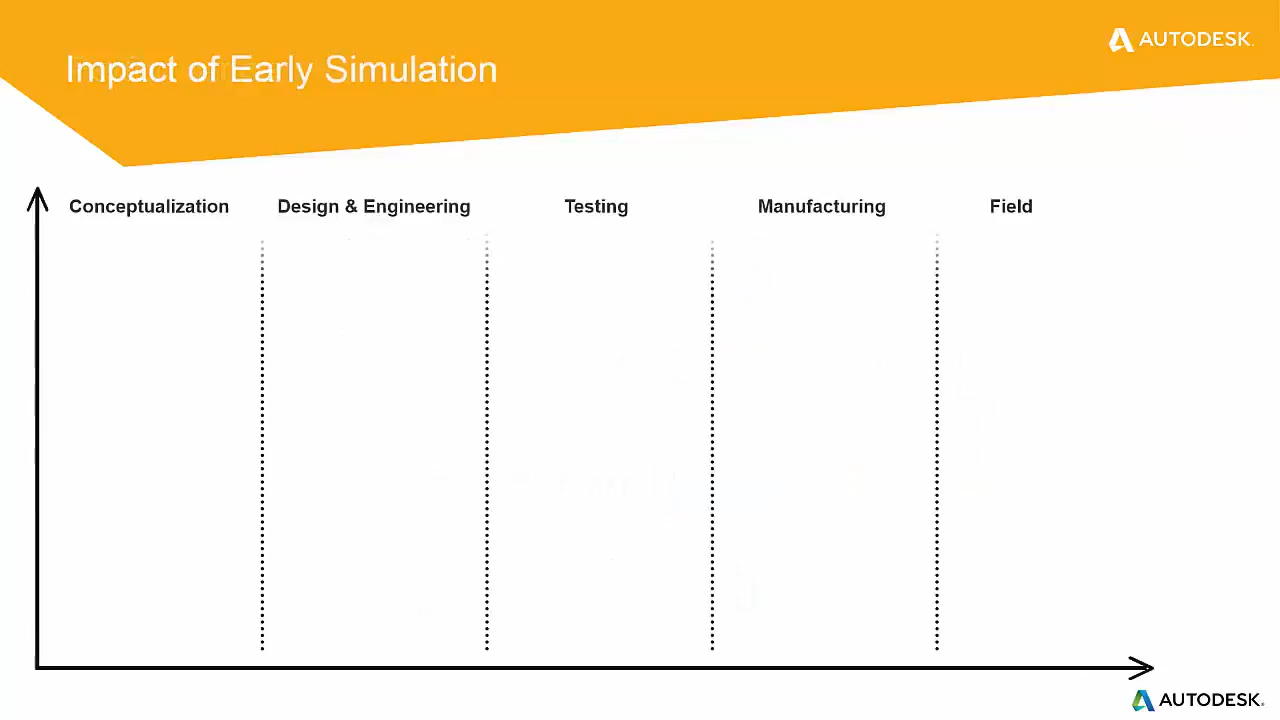 AUTODESK.
Impact of Early Simulation
Conceptualization
Design & Engineering
Testing
Manufacturing
Field
AUTODESK.